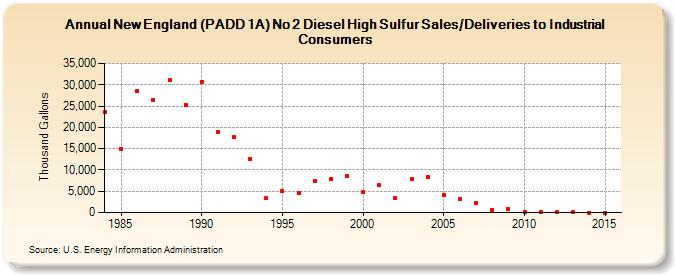 Annual New England (PADD 1A) No 2 Diesel High Sulfur Sales/Deliveries to Industrial
Consumers
Thousand Gallons
35,000
30,000
25,000
20,000
15,000
10,000
5,000
0
1985 1990 1995 2000 2005 2010 2015
Source: U.S. Energy Information Administration